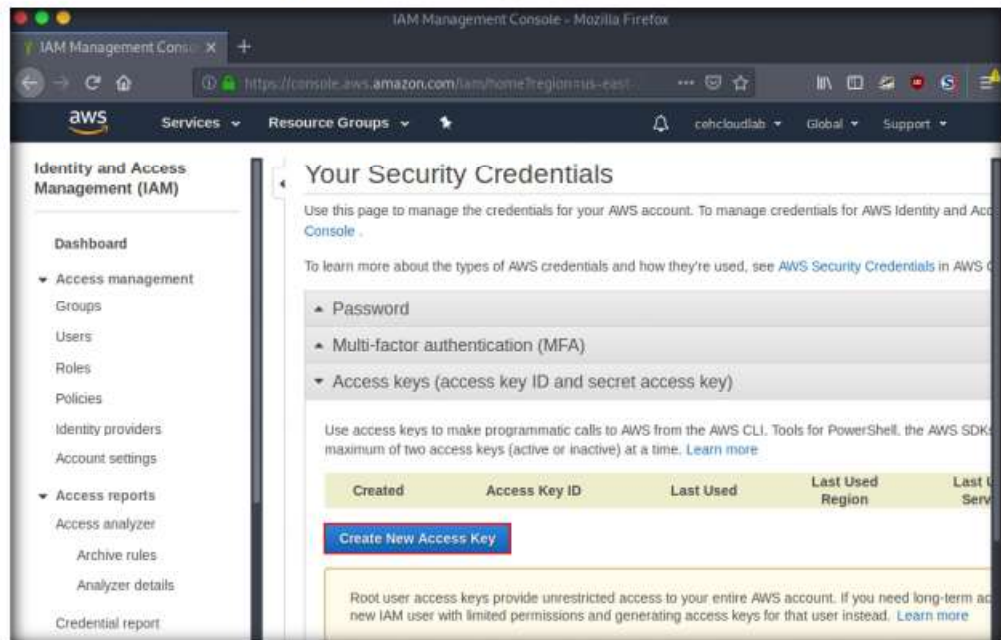 IAM Management Console - Mozilla Firefox
IAM Management Conso
https://console.aws.amazon.com/iam/home?region=us-east-
aws
Services
Resource Groups
cehcloudlab
Global
Support
Identity and Access
Management (IAM)
Dashboard
Access management
Groups
Users
Roles
Policies
Identity providers
Account settings
Access reports
Access analyzer
Archive rules
Analyzer details
Credential report
Your Security Credentials
Use this page to manage the credentials for your AWS account. To manage credentials for AWS Identity and Acc
Console .
To learn more about the types of AWS credentials and how they're used, see AWS Security Credentials in AWS
Password
Multi-factor authentication (MFA)
Access keys (access key ID and secret access key)
Use access keys to make programmatic calls to AWS from the AWS CLI, Tools for PowerShell, the AWS SDKs
maximum of two access keys (active or inactive) at a time. Learn more
Created Access Key ID Last Used Last Used Last
Region Serv
Create New Access Key
Root user access keys provide unrestricted access to your entire AWS account. If you need long-term ac
new IAM user with limited permissions and generating access keys for that user instead. Learn more